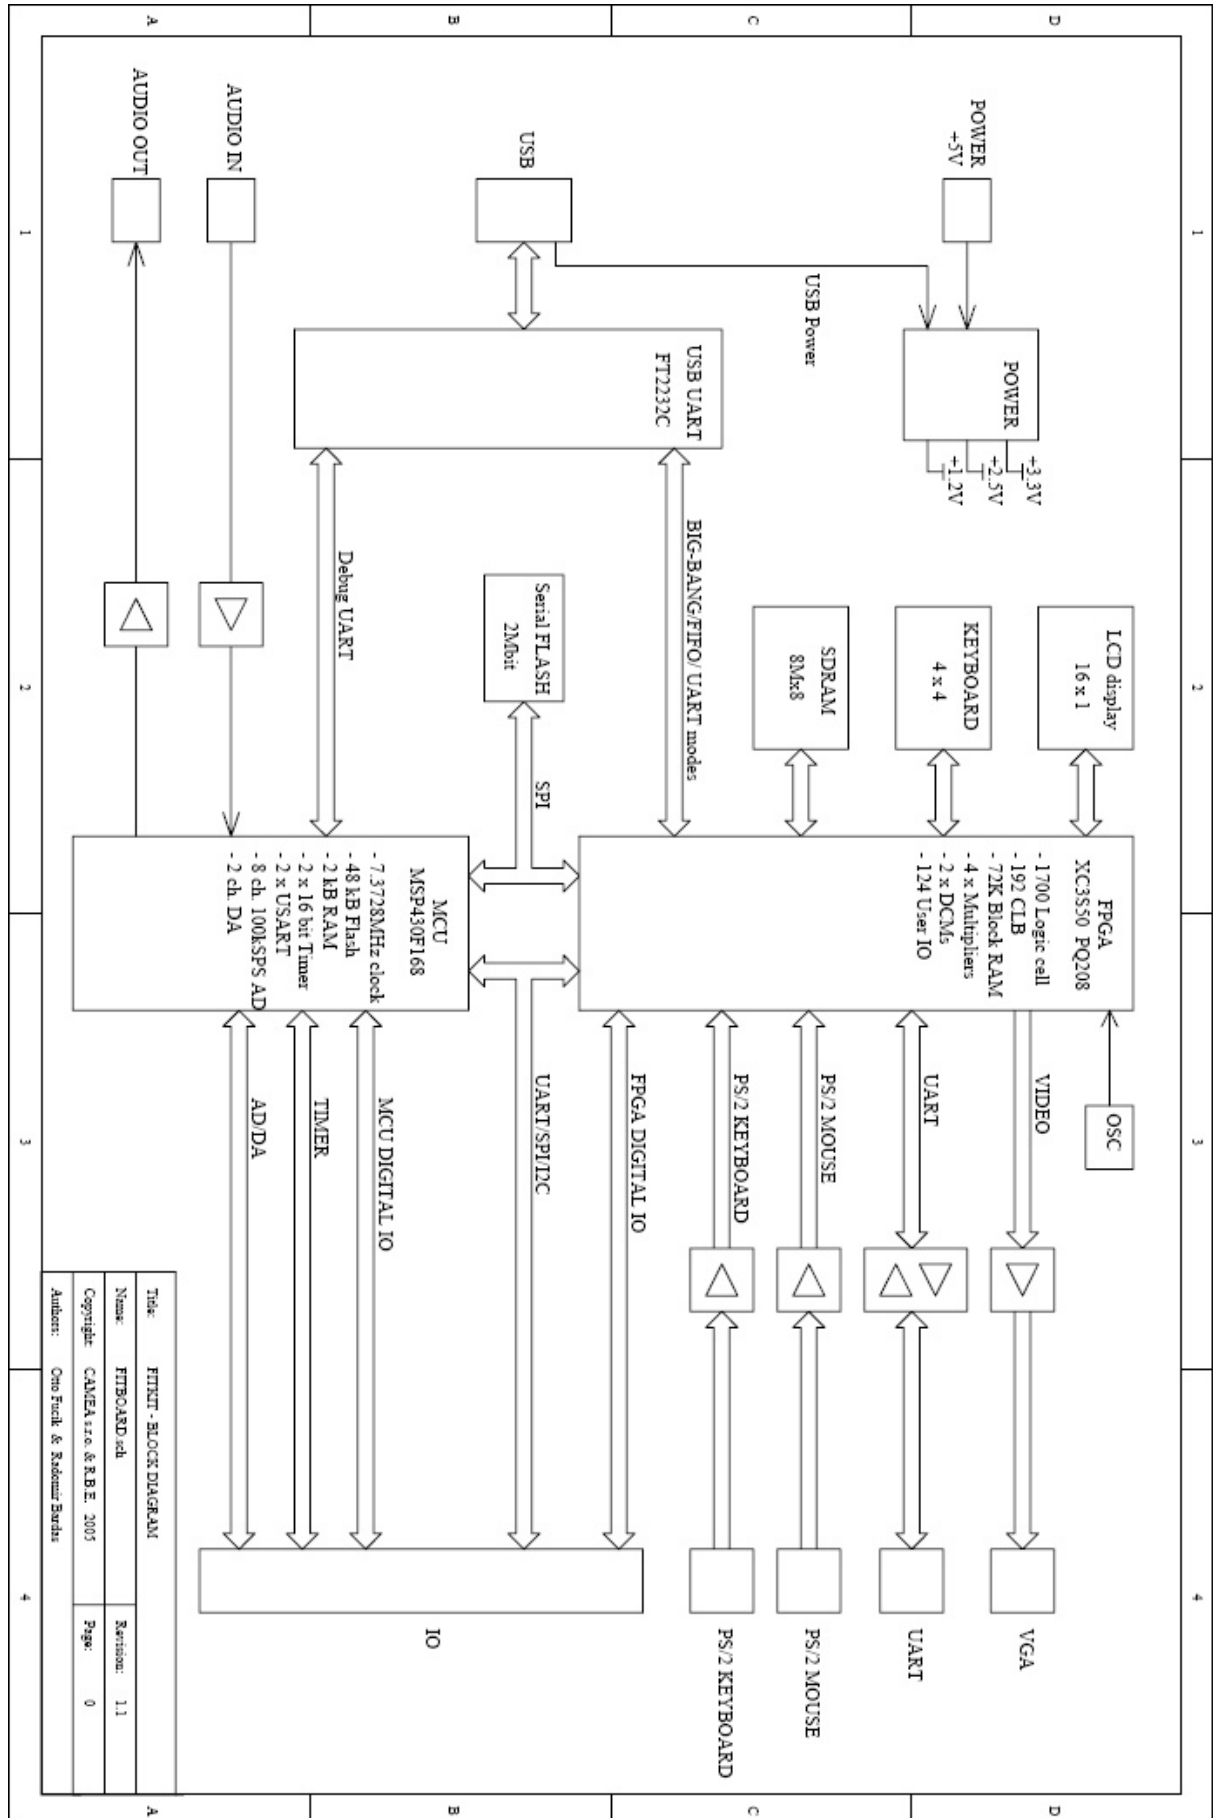 D
C
B
A
1
1
2
2
3
3
4
4
D
C
B
A
POWER
+5V
POWER
+3.3V
+2.5V
+1.2V
USB Power
USB
USB UART
FT2232C
AUDIO IN
AUDIO OUT
LCD display
16 x 1
KEYBOARD
4 x 4
SDRAM
8Mx8
BIG-BANG/FIFO/ UART modes
Serial FLASH
2Mbit
SPI
Debug UART
FPGA
XC3S50 PQ208
- 1700 Logic cell
- 192 CLB
- 72K Block RAM
- 4 x Multipliers
- 2 x DCMs
- 124 User IO
MCU
MSP430F168
- 7.3728MHz clock
- 48 kB Flash
- 2 kB RAM
- 2 x 16 bit Timer
- 2 x USART
- 8 ch. 100kSPS AD
- 2 ch. DA
OSC
VIDEO
UART
PS/2 MOUSE
PS/2 KEYBOARD
FPGA DIGITAL IO
UART/SPI/I2C
MCU DIGITAL IO
TIMER
AD/DA
VGA
UART
PS/2 MOUSE
PS/2 KEYBOARD
IO
Title: FITKIT - BLOCK DIAGRAM
Name: FITBOARD.sch Revision: 1.1
Copyright: CAMEA s.r.o. & R.B.E. 2005 Page: 0
Authors: Otto Fucik & Radomir Bardas